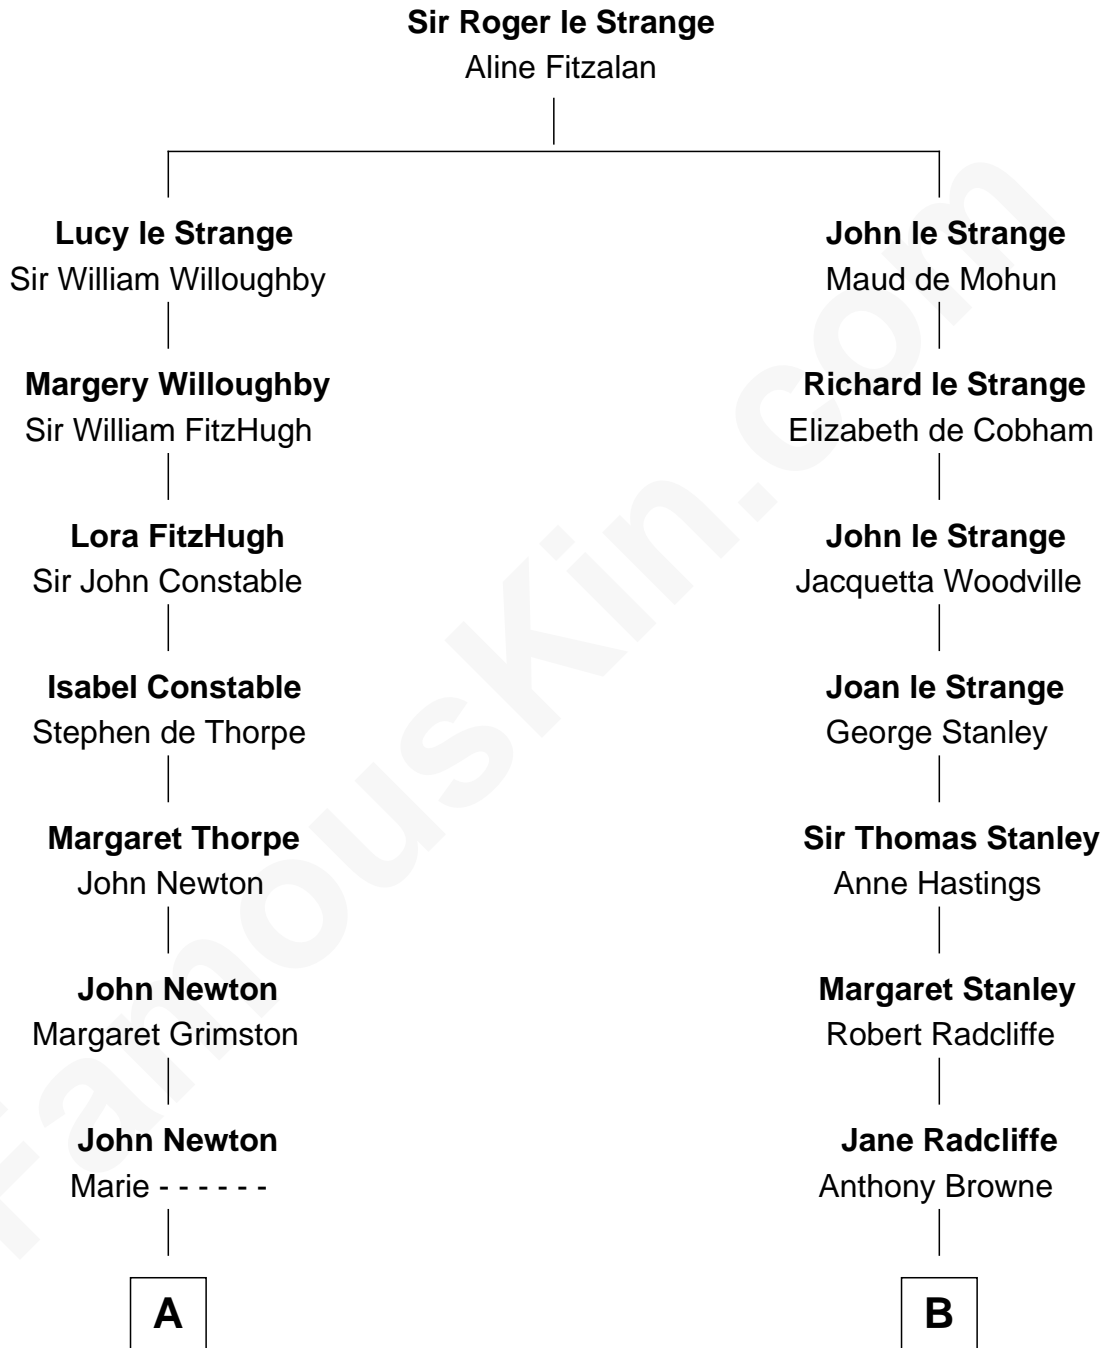 Sir Roger le Strange
Aline Fitzalan
Lucy le Strange
Sir William Willoughby
John le Strange
Maud de Mohun
Margery Willoughby
Sir William FitzHugh
Richard le Strange
Elizabeth de Cobham
Lora FitzHugh
Sir John Constable
John le Strange
Jacquetta Woodville
Isabel Constable
Stephen de Thorpe
Joan le Strange
George Stanley
Margaret Thorpe
John Newton
Sir Thomas Stanley
Anne Hastings
John Newton
Margaret Grimston
Margaret Stanley
Robert Radcliffe
John Newton
Marie - - - - - -
Jane Radcliffe
Anthony Browne
A
B
FamousKin.com